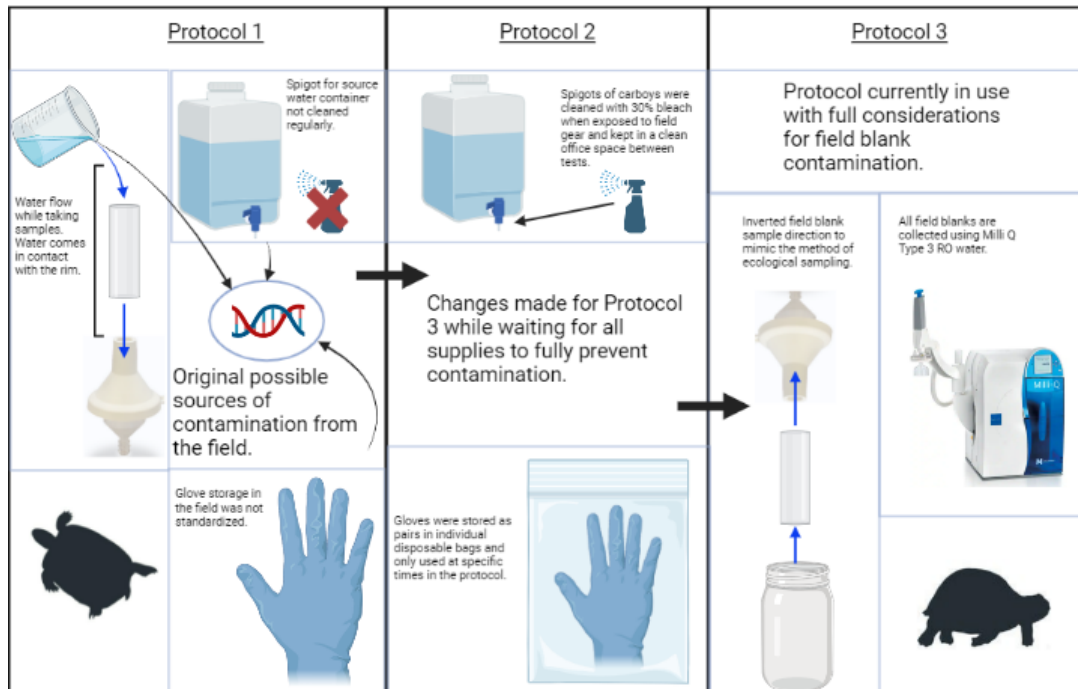 Protocol 1
Spigot for source
water container
not cleaned
regularly.
Water flow
while taking
samples.
Water comes
in contact
with the rim.
Original possible
sources of
contamination from
the field.
Glove storage in
the field was not
standardized.
Protocol 2
Spigots of carboys were
cleaned with 30% bleach
when exposed to field
gear and kept in a clean
office space between
tests.
Changes made for Protocol
3 while waiting for all
supplies to fully prevent
contamination.
Gloves were stored as
pairs in individual
disposable bags and
only used at specific
times in the protocol.
Protocol 3
Protocol currently in use
with full considerations
for field blank
contamination.
Inverted field blank
sample direction to
mimic the method of
ecological sampling.
All field blanks are
collected using Milli Q
Type 3 RO water.
Milli-Q